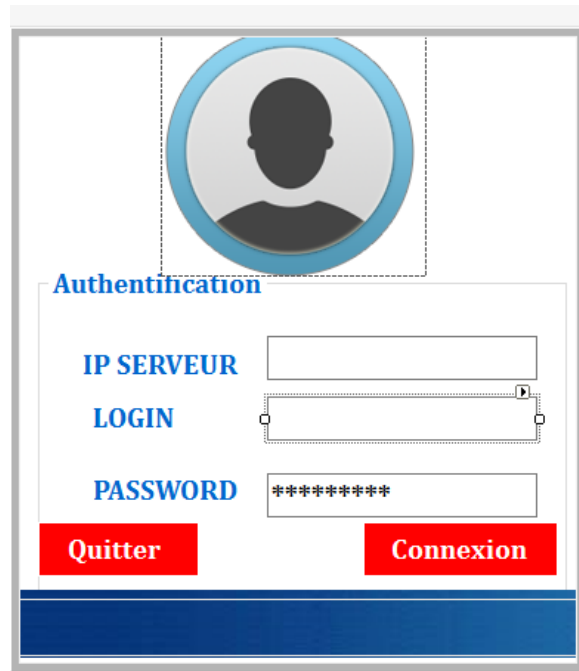 Authentification
IP SERVEUR
LOGIN
PASSWORD *********
Quitter Connexion